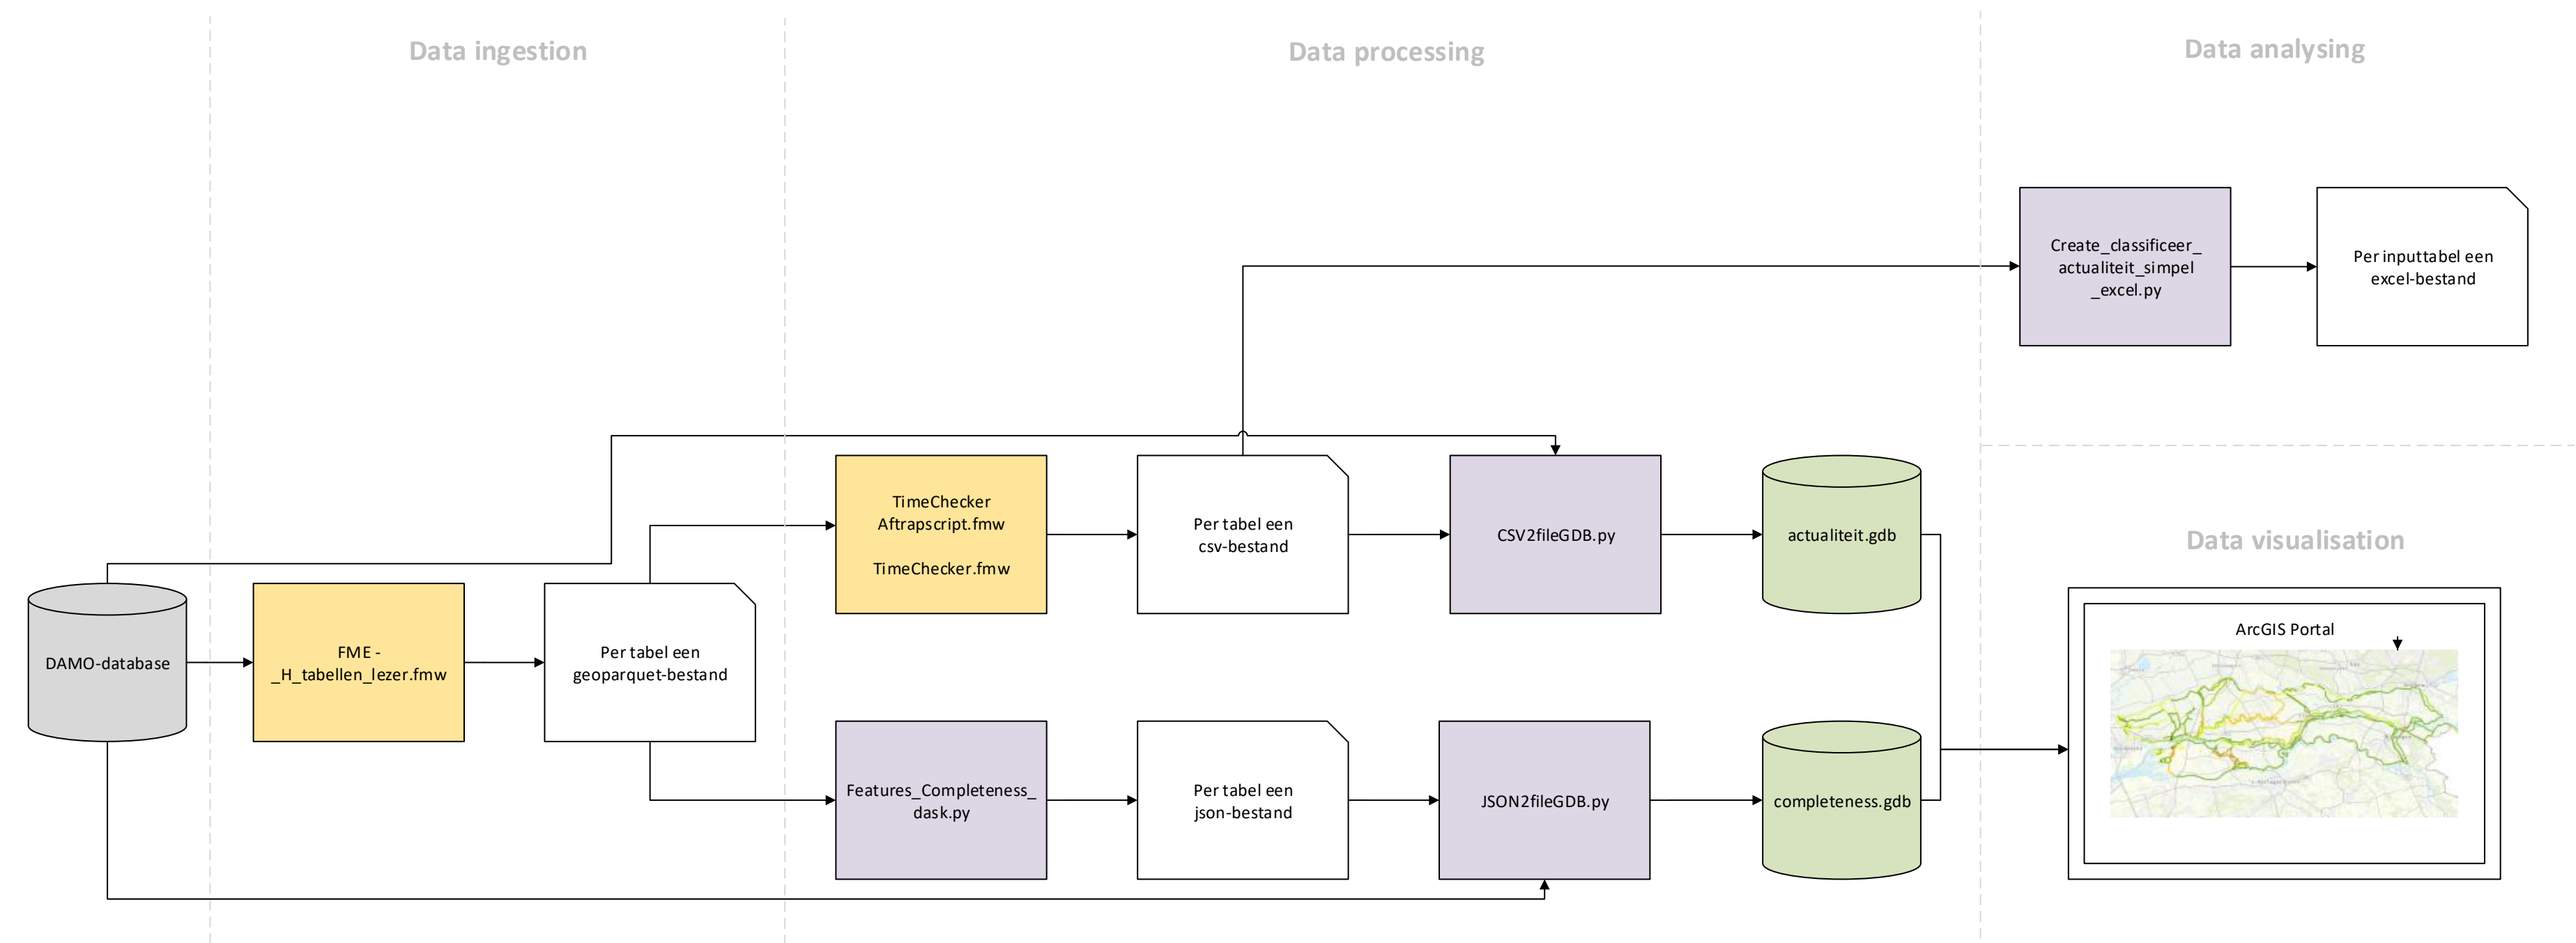 Data ingestion
Data processing
Data analysing
Create_classificeer_
actualiteit_simpel
_excel.py
Per inputtabel een
excel-bestand
TimeChecker
Aftrapscript.fmw
TimeChecker.fmw
Per tabel een
csv-bestand
CSV2fileGDB.py
actualiteit.gdb
Data visualisation
DAMO-database
FME -
_H_tabellen_lezer.fmw
Per tabel een
geoparquet-bestand
ArcGIS Portal
Features_Completeness_
dask.py
Per tabel een
json-bestand
JSON2fileGDB.py
completeness.gdb